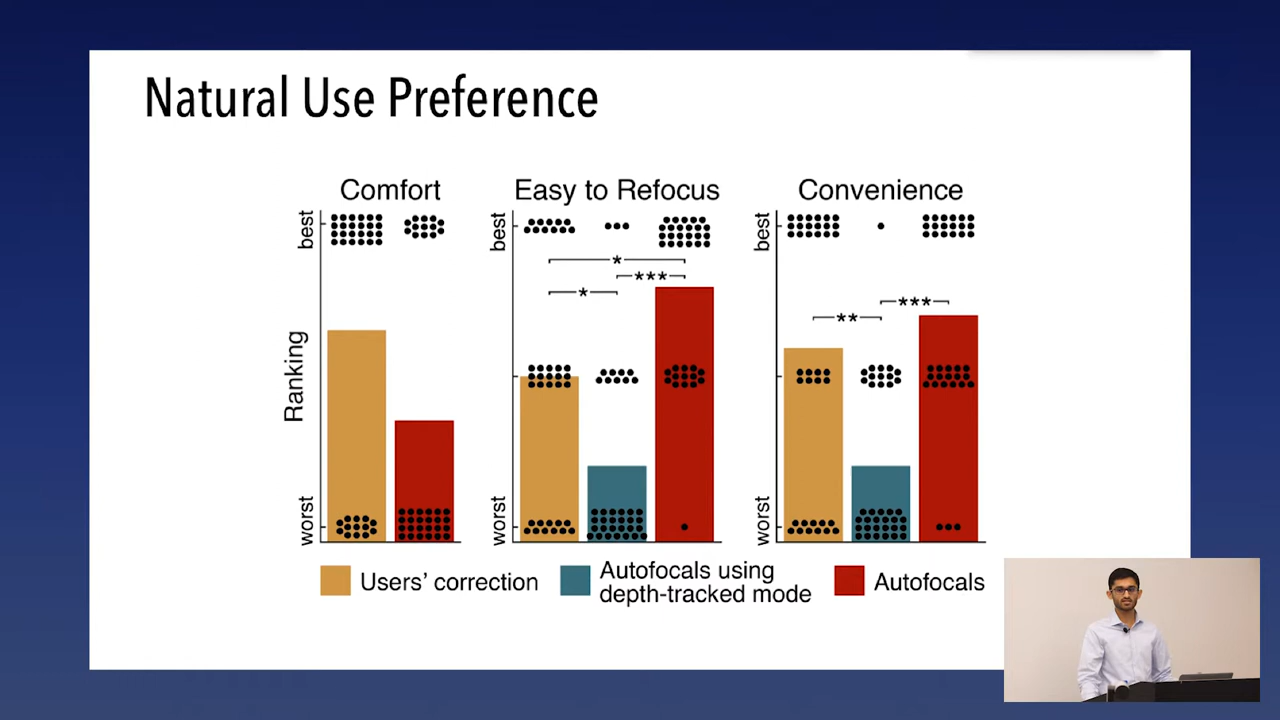 Natural Use Preference
Comfort
Easy to Refocus
Convenience
best
best
best
*
***
*
***
**
Ranking
worst
worst
worst
Users’ correction
Autofocals using
depth-tracked mode
Autofocals